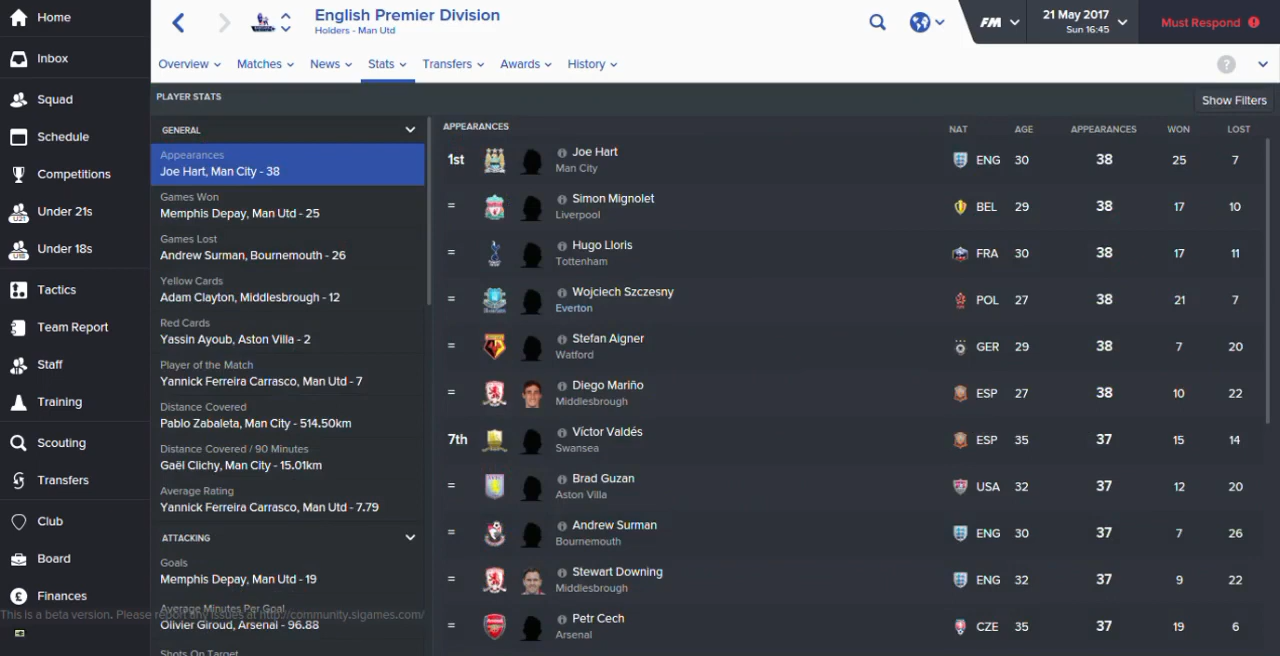 Home
Inbox
Squad
Schedule
Competitions
U21
Under 21s
U18
Under 18s
Tactics
Team Report
Staff
Training
Scouting
Transfers
Club
Board
Finances
English Premier Division
Holders - Man Utd
FM
21 May 2017
Sun 16:45
Must Respond
Overview Matches News Stats Transfers Awards History ?
PLAYER STATS
Show Filters
GENERAL
Appearances
Joe Hart, Man City - 38
Games Won
Memphis Depay, Man Utd - 25
Games Lost
Andrew Surman, Bournemouth - 26
Yellow Cards
Adam Clayton, Middlesbrough - 12
Red Cards
Yassin Ayoub, Aston Villa - 2
Player of the Match
Yannick Ferreira Carrasco, Man Utd - 7
Distance Covered
Pablo Zabaleta, Man City - 514.50km
Distance Covered / 90 Minutes
Gaël Clichy, Man City - 15.01km
Average Rating
Yannick Ferreira Carrasco, Man Utd - 7.79
ATTACKING
Goals
Memphis Depay, Man Utd - 19
Average Minutes Per Goal
Olivier Giroud, Arsenal - 96.88
Shots On Target
This is a beta version. Please report any issues at http://community.sigames.com/
APPEARANCES NAT AGE APPEARANCES WON LOST
1st Joe Hart ENG 30 38 25 7
Man City
= Simon Mignolet BEL 29 38 17 10
Liverpool
= Hugo Lloris FRA 30 38 17 11
Tottenham
= Wojciech Szczesny POL 27 38 21 7
Everton
= Stefan Aigner GER 29 38 7 20
Watford
= Diego Mariño ESP 27 38 10 22
Middlesbrough
7th Víctor Valdés ESP 35 37 15 14
Swansea
= Brad Guzan USA 32 37 12 20
Aston Villa
= Andrew Surman ENG 30 37 7 26
Bournemouth
= Stewart Downing ENG 32 37 9 22
Middlesbrough
= Petr Cech CZE 35 37 19 6
Arsenal